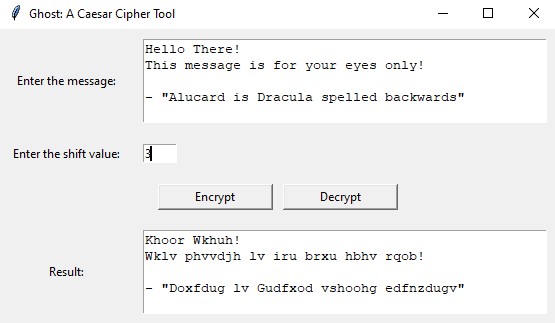 Ghost: A Caesar Cipher Tool
Enter the message:
Hello There!
This message is for your eyes only!
- "Alucard is Dracula spelled backwards"
Enter the shift value:
3
Encrypt
Decrypt
Result:
Khoor Wkhuh!
Wklv phvvdjh lv iru brxu hbhv rqob!
- "Doxfdug lv Gudfxod vshoohg edfnzdugv"